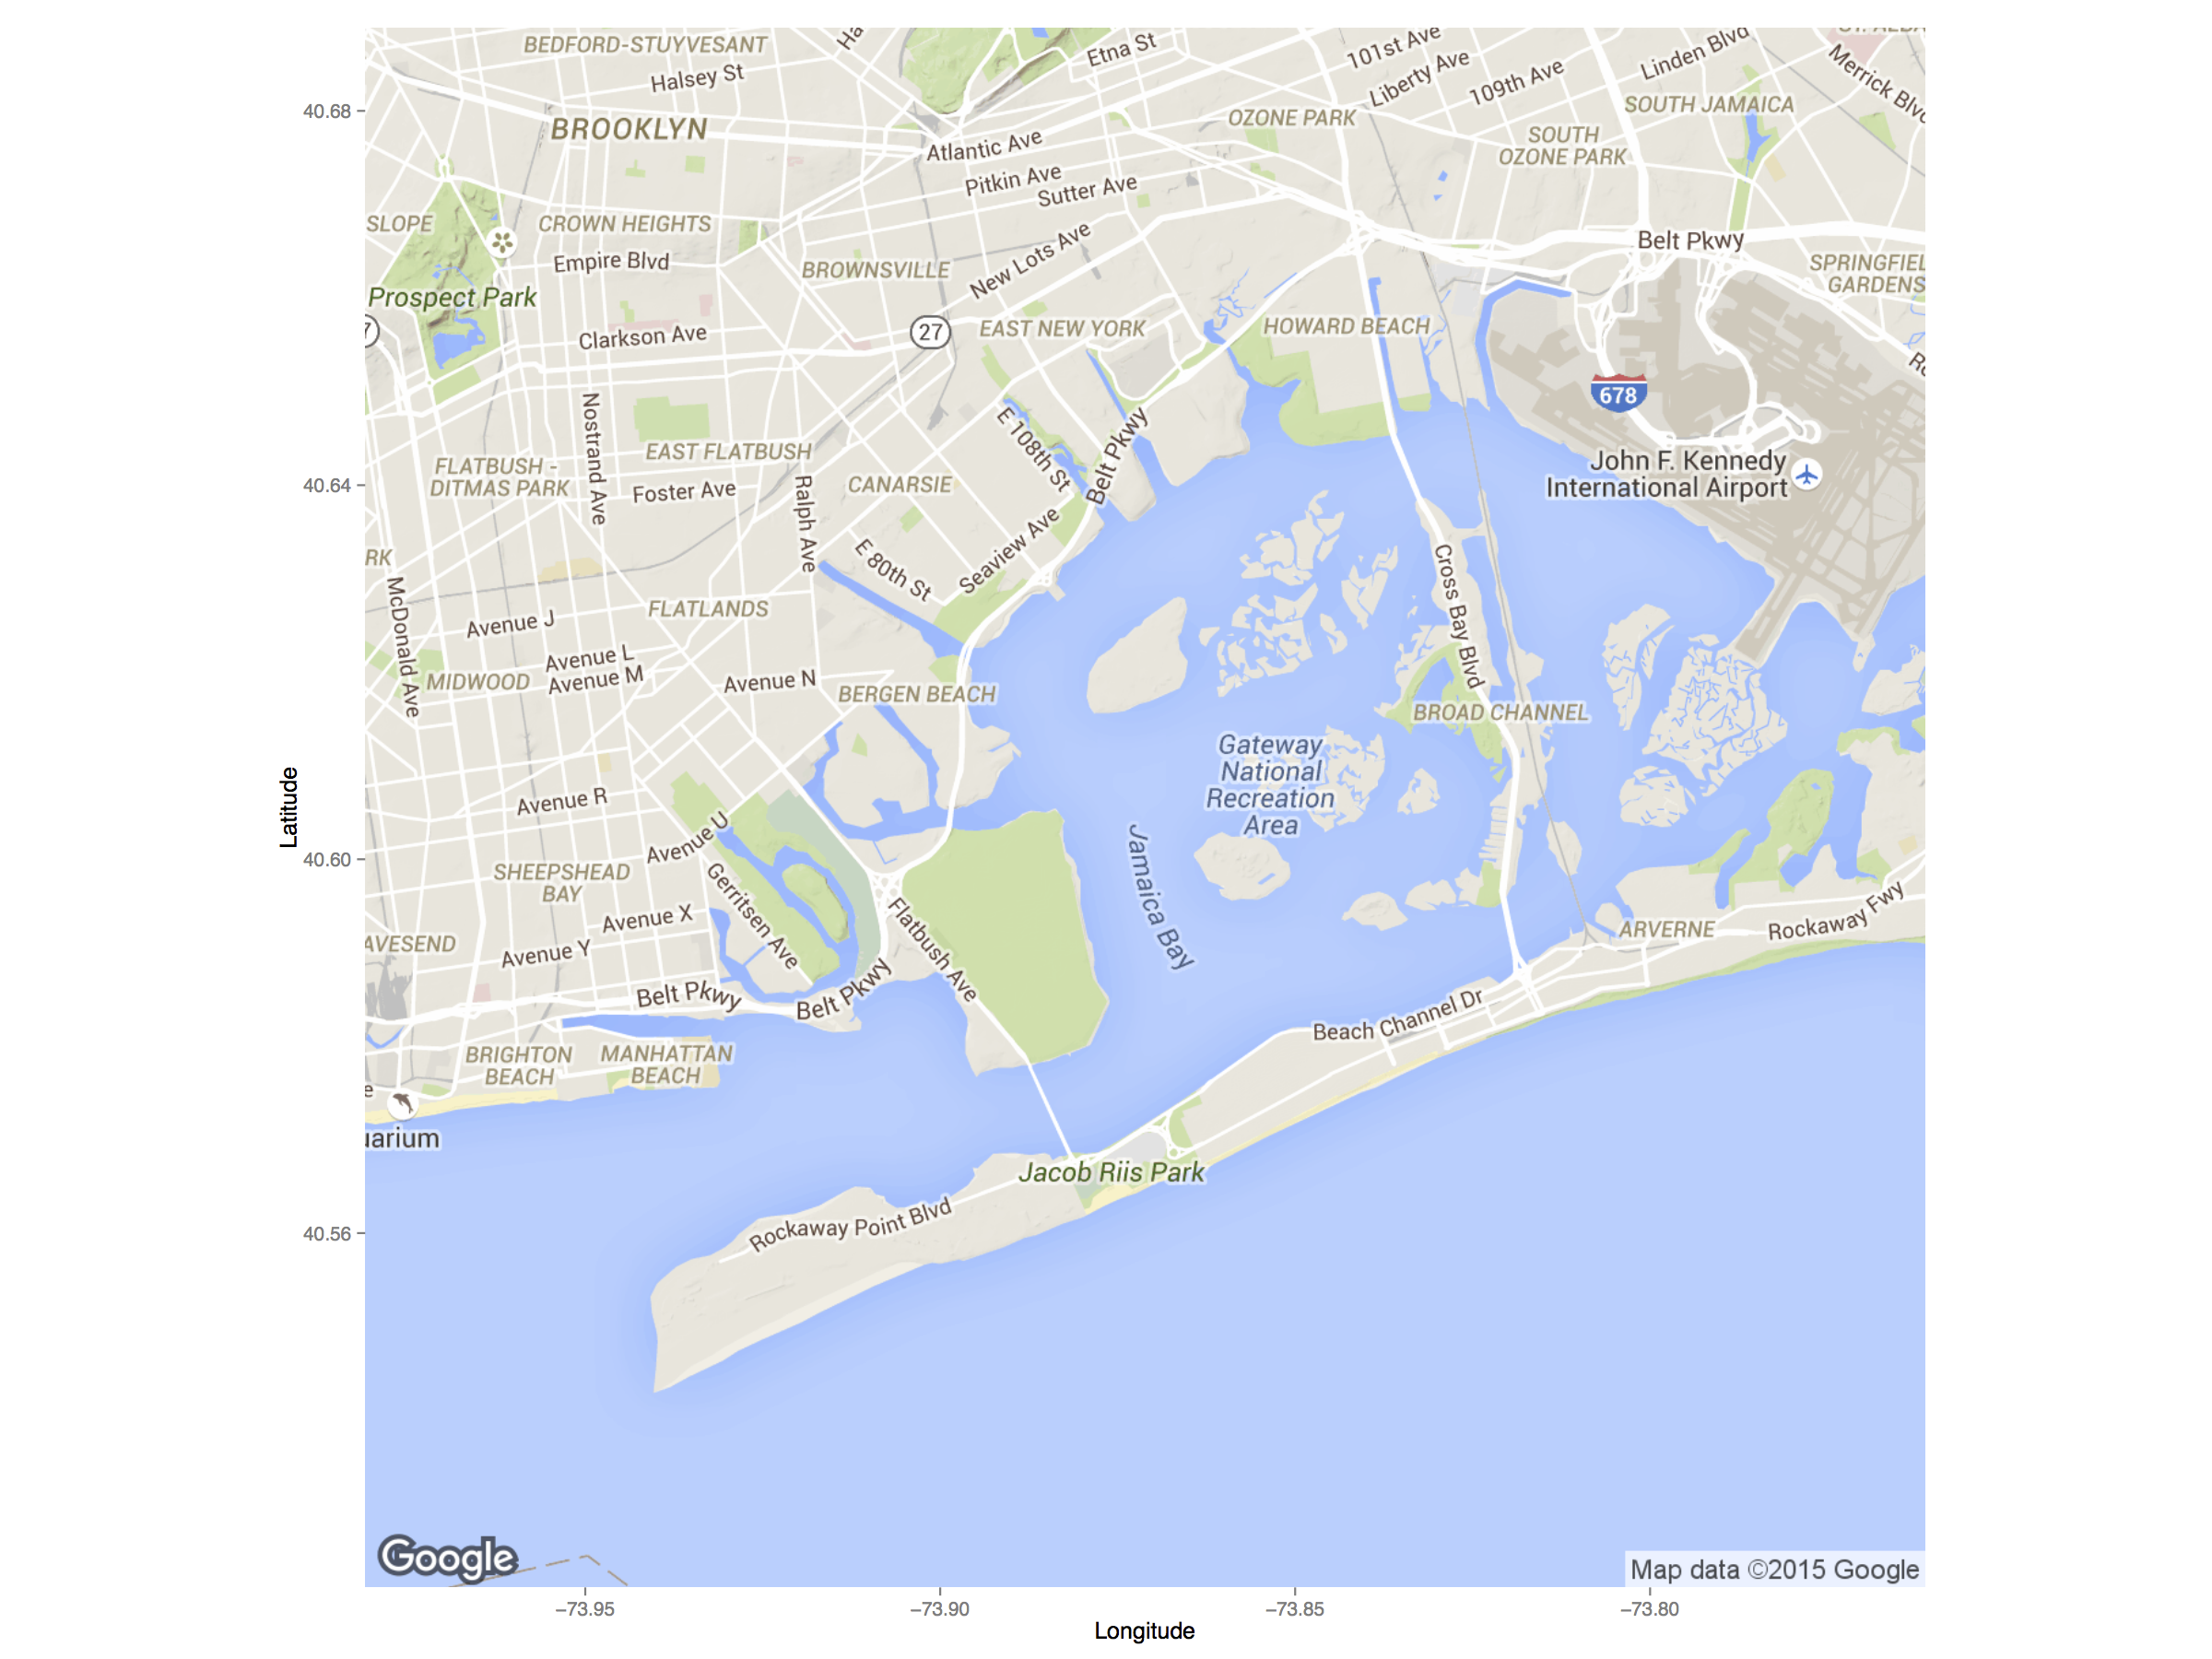 BEDFORD-STUYVESANT
Halsey St
Ha
Etna St
101st Ave
Liberty Ave
109th Ave
Linden Blvd
Merrick Blvd
40.68
BROOKLYN
Atlantic Ave
OZONE PARK
SOUTH JAMAICA
SOUTH
OZONE PARK
Pitkin Ave
Sutter Ave
SLOPE
CROWN HEIGHTS
Empire Blvd
BROWNSVILLE
New Lots Ave
Belt Pkwy
SPRINGFIEL
GARDENS
Prospect Park
7
Clarkson Ave
27
EAST NEW YORK
HOWARD BEACH
678
Nostrand Ave
EAST FLATBUSH
E 108th St
Belt Pkwy
FLATBUSH -
DITMAS PARK
Foster Ave
Ralph Ave
CANARSIE
John F. Kennedy
International Airport
40.64
RK
E 80th St
Seaview Ave
Cross Bay Blvd
McDonald Ave
Avenue J
FLATLANDS
Avenue L
Avenue M
MIDWOOD
Avenue N
BERGEN BEACH
BROAD CHANNEL
Gateway
National
Recreation
Area
Latitude
Avenue R
Avenue U
Jamaica Bay
40.60
SHEEPSHEAD
BAY
Gerritsen Ave
Flatbush Ave
Avenue X
AVESEND
Avenue Y
ARVERNE
Rockaway Fwy
Belt Pkwy
Belt Pkwy
Beach Channel Dr
BRIGHTON
BEACH
MANHATTAN
BEACH
e
uarium
Jacob Riis Park
Rockaway Point Blvd
40.56
Google
Map data ©2015 Google
−73.95
−73.90
−73.85
−73.80
Longitude